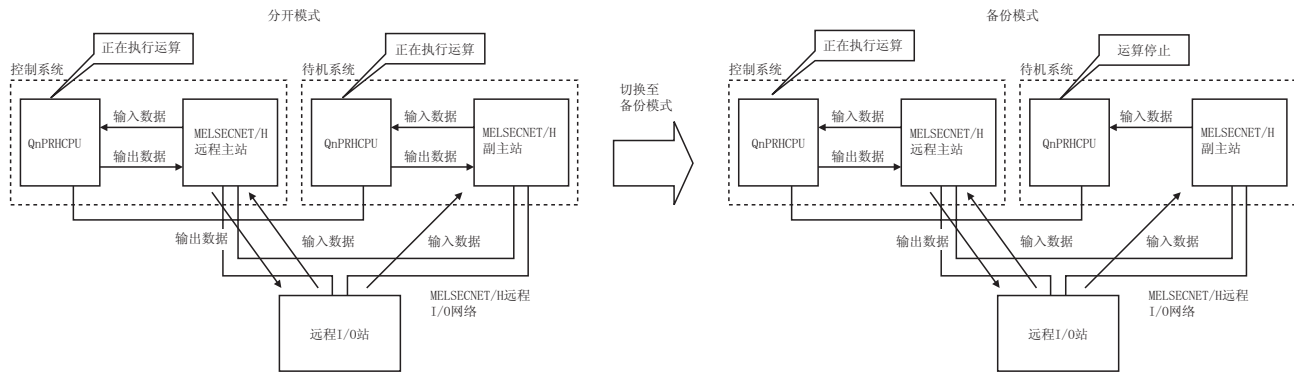 分开模式
正在执行运算
正在执行运算
控制系统
待机系统
QnPRHCPU
输入数据
输出数据
MELSECNET/H
远程主站
QnPRHCPU
输入数据
输出数据
MELSECNET/H
副主站
输出数据
输入数据
输入数据
MELSECNET/H远程
I/O网络
远程I/O站
切换至
备份模式
备份模式
正在执行运算
运算停止
控制系统
待机系统
QnPRHCPU
输入数据
输出数据
MELSECNET/H
远程主站
QnPRHCPU
输入数据
MELSECNET/H
副主站
输出数据
输入数据
输入数据
MELSECNET/H远程
I/O网络
远程I/O站